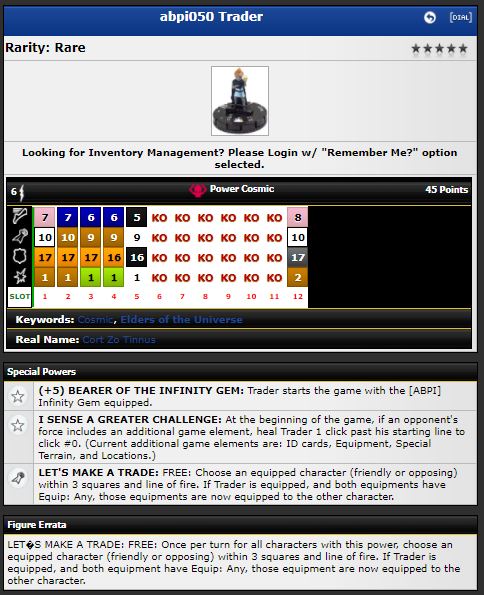 abpi050 Trader [DIAL]
Rarity: Rare
Looking for Inventory Management? Please Login w/ "Remember Me?" option
selected.
6 Power Cosmic 45 Points
7 7 6 6 5 KO KO KO KO KO KO 8
10 10 9 9 9 KO KO KO KO KO KO 10
17 17 17 16 16 KO KO KO KO KO KO 17
1 1 1 1 1 KO KO KO KO KO KO 2
SLOT 1 2 3 4 5 6 7 8 9 10 11 12
Keywords: Cosmic, Elders of the Universe
Real Name: Cort Zo Tinnus
Special Powers
(+5) BEARER OF THE INFINITY GEM: Trader starts the game with the [ABPI]
Infinity Gem equipped.
I SENSE A GREATER CHALLENGE: At the beginning of the game, if an opponent's
force includes an additional game element, heal Trader 1 click past his starting line to
click #0. (Current additional game elements are: ID cards, Equipment, Special
Terrain, and Locations.)
LET'S MAKE A TRADE: FREE: Choose an equipped character (friendly or opposing)
within 3 squares and line of fire. If Trader is equipped, and both equipments have
Equip: Any, those equipments are now equipped to the other character.
Figure Errata
LET�S MAKE A TRADE: FREE: Once per turn for all characters with this power, choose an
equipped character (friendly or opposing) within 3 squares and line of fire. If Trader is
equipped, and both equipment have Equip: Any, those equipment are now equipped to the
other character.